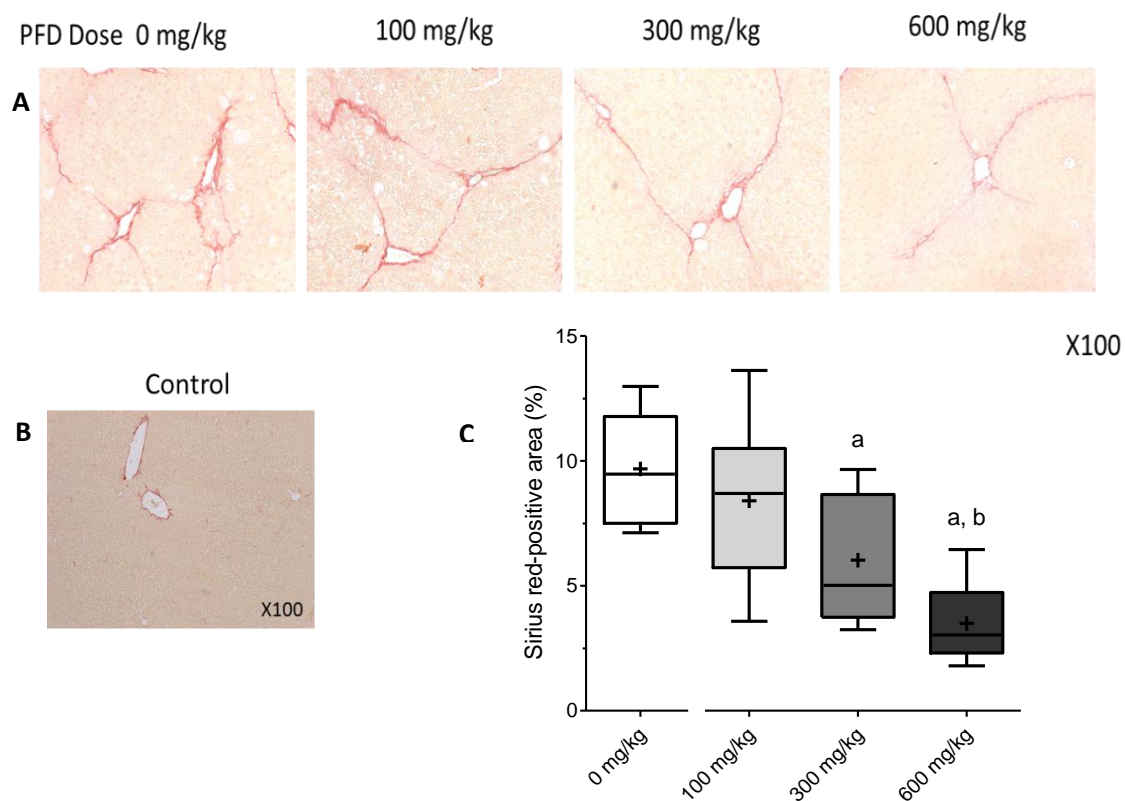 PFD Dose 0 mg/kg 100 mg/kg 300 mg/kg 600 mg/kg
A
Control
B
X100
C
X100
Sirius red-positive area (%)
15
10
5
0
a
a, b
0 mg/kg
100 mg/kg
300 mg/kg
600 mg/kg